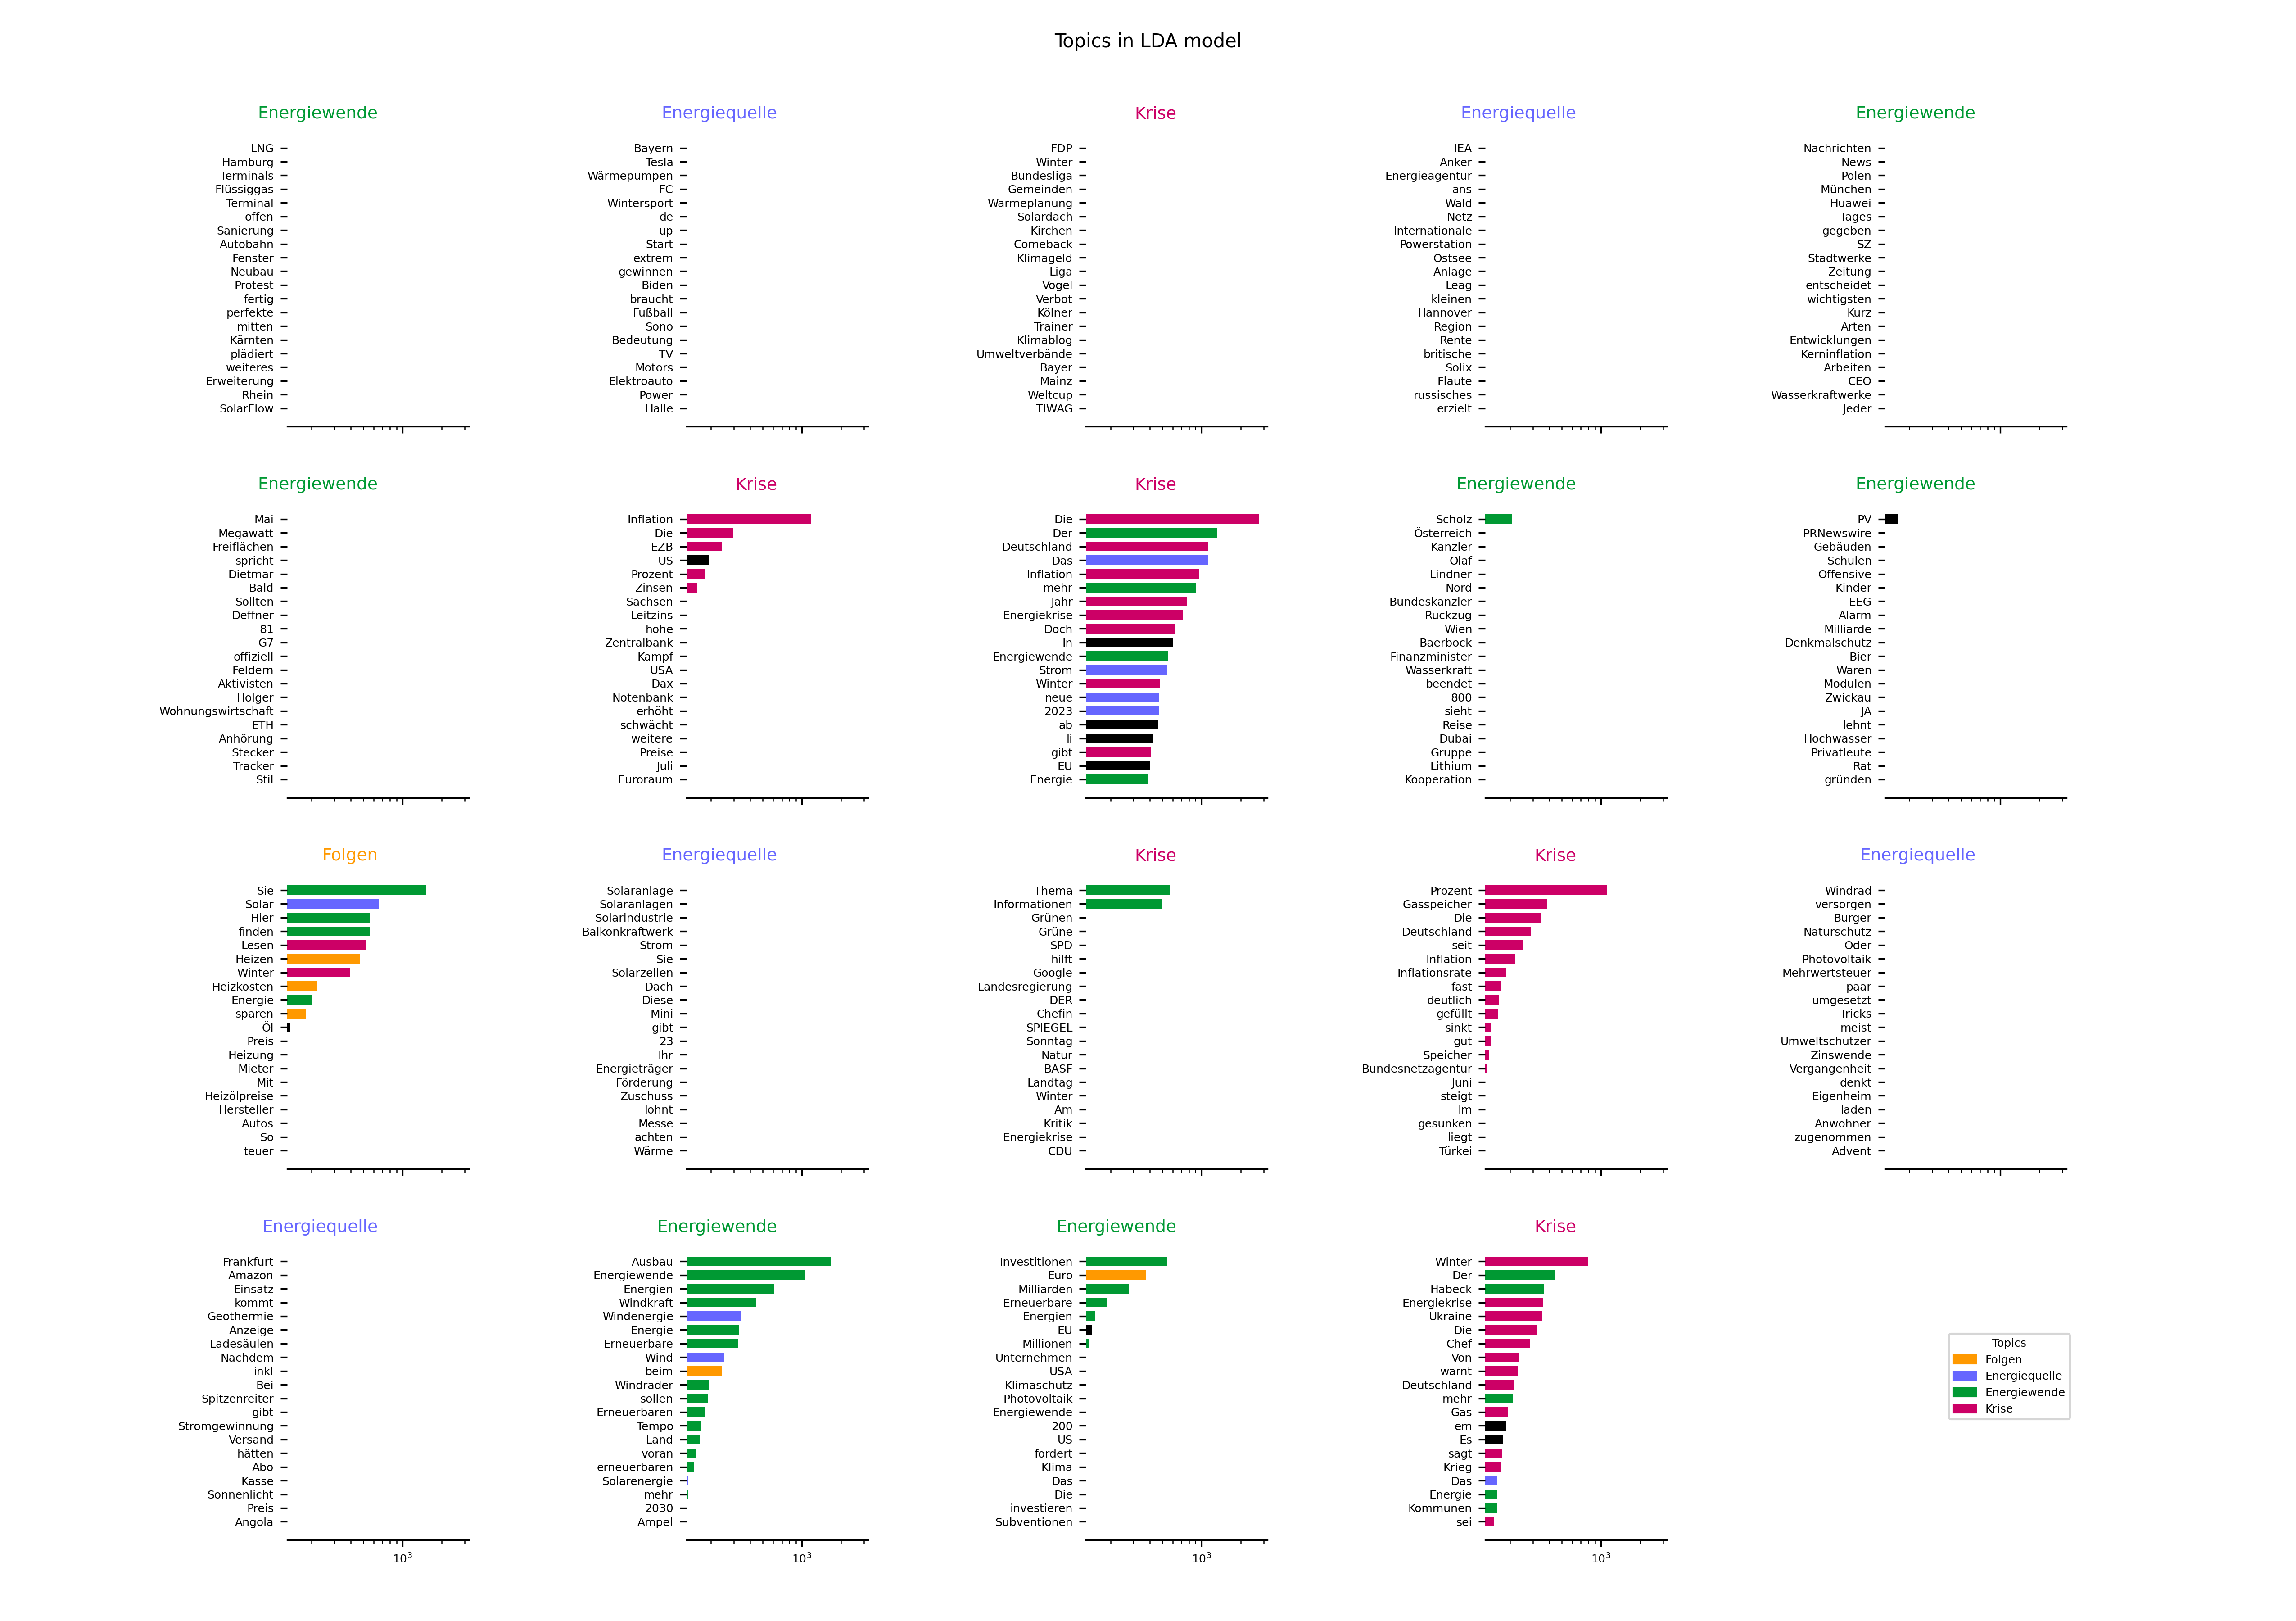 Topics in LDA model
Energiewende
LNG
Hamburg
Terminals
Flüssiggas
Terminal
offen
Sanierung
Autobahn
Fenster
Neubau
Protest
fertig
perfekte
mitten
Kärnten
plädiert
weiteres
Erweiterung
Rhein
SolarFlow
Energiequelle
Bayern
Tesla
Wärmepumpen
FC
Wintersport
de
up
Start
extrem
gewinnen
Biden
braucht
Fußball
Sono
Bedeutung
TV
Motors
Elektroauto
Power
Halle
Krise
FDP
Winter
Bundesliga
Gemeinden
Wärmeplanung
Solardach
Kirchen
Comeback
Klimageld
Liga
Vögel
Verbot
Kölner
Trainer
Klimablog
Umweltverbände
Bayer
Mainz
Weltcup
TIWAG
Energiequelle
IEA
Anker
Energieagentur
ans
Wald
Netz
Internationale
Powerstation
Ostsee
Anlage
Leag
kleinen
Hannover
Region
Rente
britische
Solix
Flaute
russisches
erzielt
Energiewende
Nachrichten
News
Polen
München
Huawei
Tages
gegeben
SZ
Stadtwerke
Zeitung
entscheidet
wichtigsten
Kurz
Arten
Entwicklungen
Kerninflation
Arbeiten
CEO
Wasserkraftwerke
Jeder
Energiewende
Mai
Megawatt
Freiflächen
spricht
Dietmar
Bald
Sollten
Deffner
81
G7
offiziell
Feldern
Aktivisten
Holger
Wohnungswirtschaft
ETH
Anhörung
Stecker
Tracker
Stil
Krise
Inflation
Die
EZB
US
Prozent
Zinsen
Sachsen
Leitzins
hohe
Zentralbank
Kampf
USA
Dax
Notenbank
erhöht
schwächt
weitere
Preise
Juli
Euroraum
Krise
Die
Der
Deutschland
Das
Inflation
mehr
Jahr
Energiekrise
Doch
In
Energiewende
Strom
Winter
neue
2023
ab
li
gibt
EU
Energie
Energiewende
Scholz
Österreich
Kanzler
Olaf
Lindner
Nord
Bundeskanzler
Rückzug
Wien
Baerbock
Finanzminister
Wasserkraft
beendet
800
sieht
Reise
Dubai
Gruppe
Lithium
Kooperation
Energiewende
PV
PRNewswire
Gebäuden
Schulen
Offensive
Kinder
EEG
Alarm
Milliarde
Denkmalschutz
Bier
Waren
Modulen
Zwickau
JA
lehnt
Hochwasser
Privatleute
Rat
gründen
Folgen
Sie
Solar
Hier
finden
Lesen
Heizen
Winter
Heizkosten
Energie
sparen
Öl
Preis
Heizung
Mieter
Mit
Heizölpreise
Hersteller
Autos
So
teuer
Energiequelle
Solaranlage
Solaranlagen
Solarindustrie
Balkonkraftwerk
Strom
Sie
Solarzellen
Dach
Diese
Mini
gibt
23
Ihr
Energieträger
Förderung
Zuschuss
lohnt
Messe
achten
Wärme
Krise
Thema
Informationen
Grünen
Grüne
SPD
hilft
Google
Landesregierung
DER
Chefin
SPIEGEL
Sonntag
Natur
BASF
Landtag
Winter
Am
Kritik
Energiekrise
CDU
Krise
Prozent
Gasspeicher
Die
Deutschland
seit
Inflation
Inflationsrate
fast
deutlich
gefüllt
sinkt
gut
Speicher
Bundesnetzagentur
Juni
steigt
Im
gesunken
liegt
Türkei
Energiequelle
Windrad
versorgen
Burger
Naturschutz
Oder
Photovoltaik
Mehrwertsteuer
paar
umgesetzt
Tricks
meist
Umweltschützer
Zinswende
Vergangenheit
denkt
Eigenheim
laden
Anwohner
zugenommen
Advent
Energiequelle
Frankfurt
Amazon
Einsatz
kommt
Geothermie
Anzeige
Ladesäulen
Nachdem
inkl
Bei
Spitzenreiter
gibt
Stromgewinnung
Versand
hätten
Abo
Kasse
Sonnenlicht
Preis
Angola
10³
Energiewende
Ausbau
Energiewende
Energien
Windkraft
Windenergie
Energie
Erneuerbare
Wind
beim
Windräder
sollen
Erneuerbaren
Tempo
Land
voran
erneuerbaren
Solarenergie
mehr
2030
Ampel
10³
Energiewende
Investitionen
Euro
Milliarden
Erneuerbare
Energien
EU
Millionen
Unternehmen
USA
Klimaschutz
Photovoltaik
Energiewende
200
US
fordert
Klima
Das
Die
investieren
Subventionen
10³
Krise
Winter
Der
Habeck
Energiekrise
Ukraine
Die
Chef
Von
warnt
Deutschland
mehr
Gas
em
Es
sagt
Krieg
Das
Energie
Kommunen
sei
10³
Topics
Folgen
Energiequelle
Energiewende
Krise